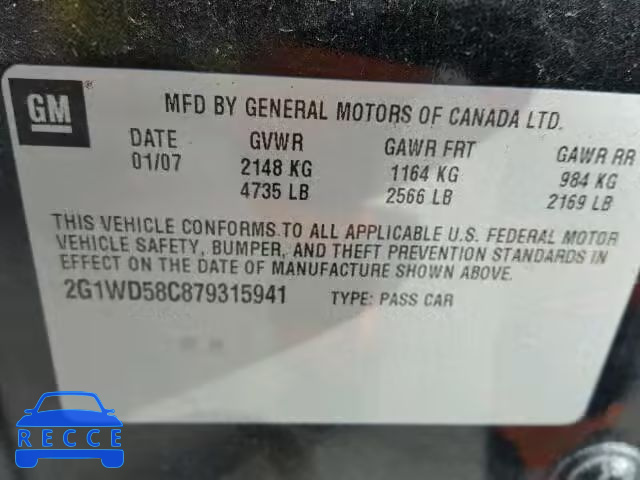 GM ®
MFD BY GENERAL MOTORS OF CANADA LTD.
DATE GVWR GAWR FRT GAWR RR
01/07 2148 KG 1164 KG 984 KG
4735 LB 2566 LB 2169 LB
THIS VEHICLE CONFORMS TO ALL APPLICABLE U.S. FEDERAL MOTOR
VEHICLE SAFETY, BUMPER, AND THEFT PREVENTION STANDARDS IN
EFFECT ON THE DATE OF MANUFACTURE SHOWN ABOVE.
2G1WD58C879315941 TYPE: PASS CAR
RECCE